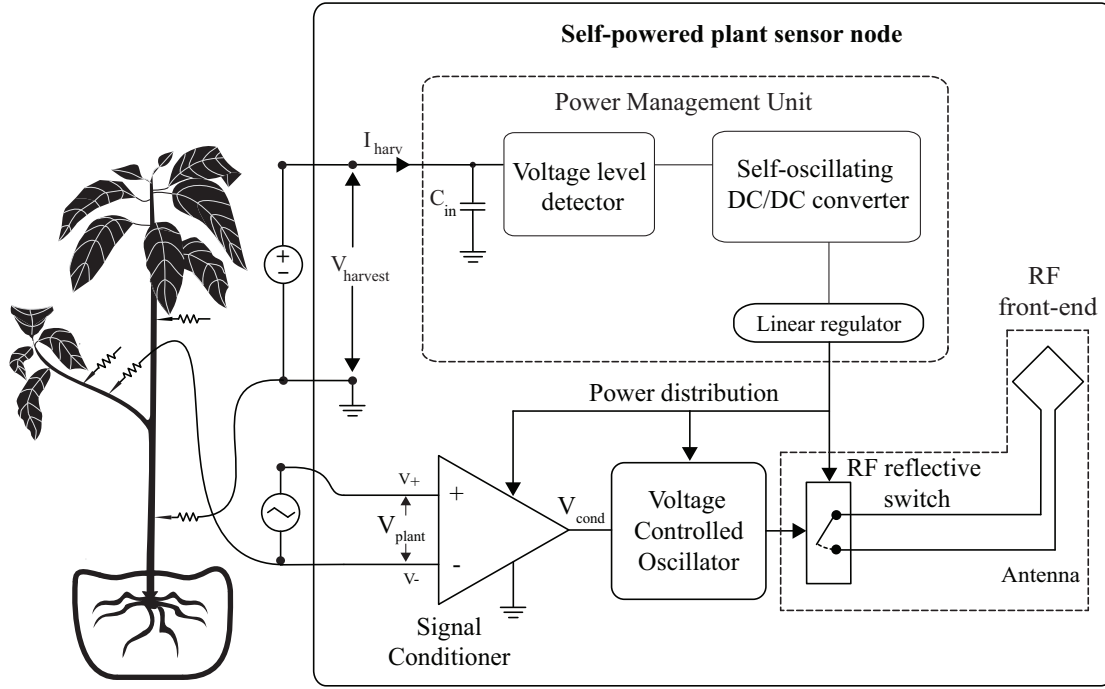 Self-powered plant sensor node
Power Management Unit
I harv
Voltage level
detector
Self-oscillating
DC/DC converter
C in
+
-
V harvest
RF
front-end
Linear regulator
Power distribution
RF reflective
switch
V+
+
V plant
V cond
Voltage
Controlled
Oscillator
V-
-
Antenna
Signal
Conditioner